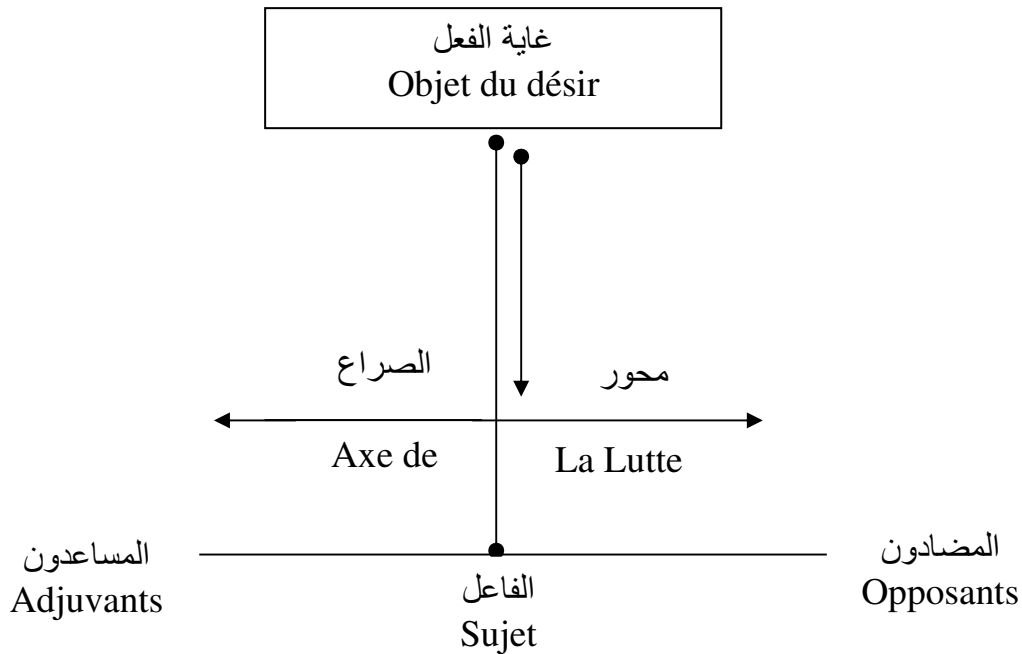 غاية الفعل
Objet du désir
محور
الصراع
Axe de
La Lutte
المضادون
المساعدون
Adjuvants
Opposants
الفاعل
Sujet